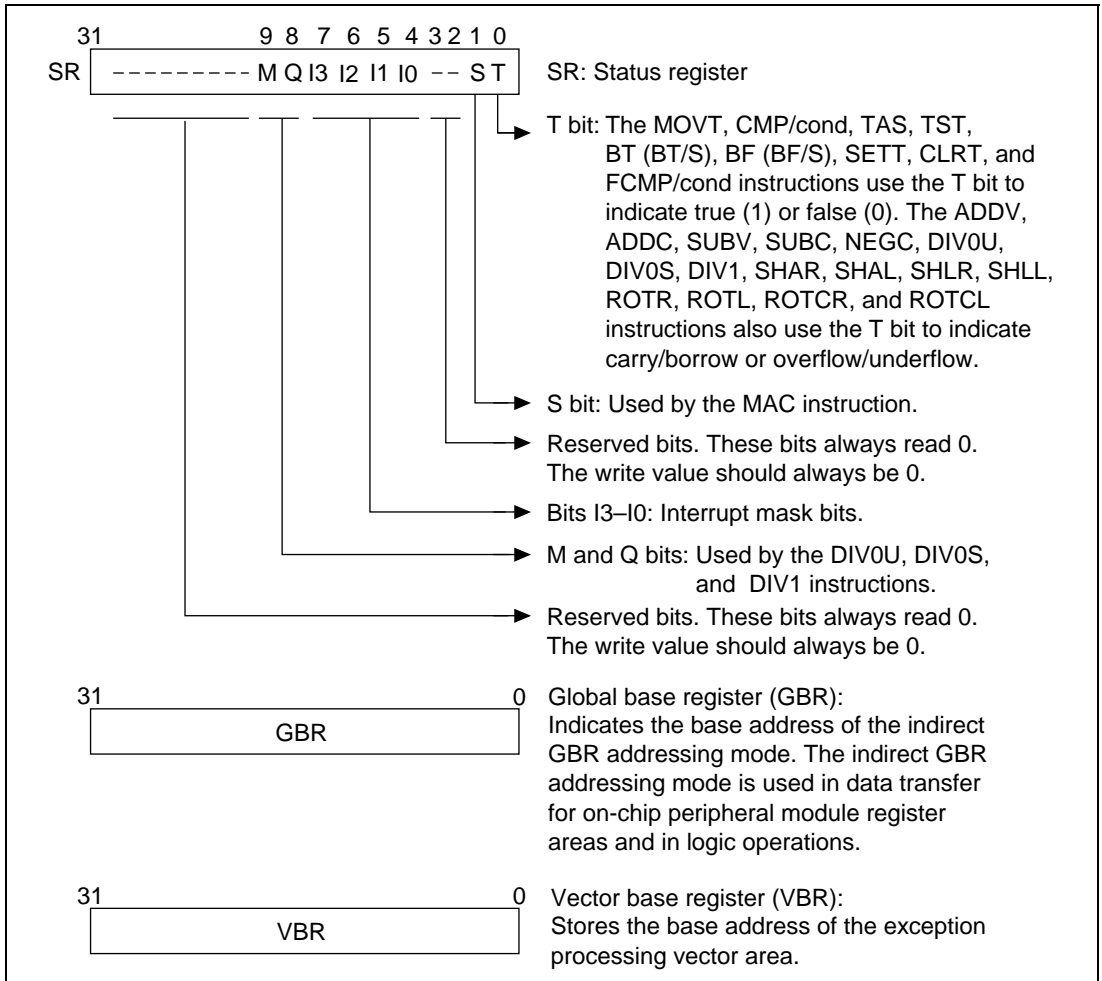 31 9 8 7 6 5 4 3 2 1 0
SR ---------- M Q I3 I2 I1 I0 -- S T SR: Status register
T bit: The MOVT, CMP/cond, TAS, TST,
BT (BT/S), BF (BF/S), SETT, CLRT, and
FCMP/cond instructions use the T bit to
indicate true (1) or false (0). The ADDV,
ADDC, SUBV, SUBC, NEGC, DIV0U,
DIV0S, DIV1, SHAR, SHAL, SHLR, SHLL,
ROTR, ROTL, ROTCR, and ROTCL
instructions also use the T bit to indicate
carry/borrow or overflow/underflow.
S bit: Used by the MAC instruction.
Reserved bits. These bits always read 0.
The write value should always be 0.
Bits I3–I0: Interrupt mask bits.
M and Q bits: Used by the DIV0U, DIV0S,
and DIV1 instructions.
Reserved bits. These bits always read 0.
The write value should always be 0.
31 0 Global base register (GBR):
GBR Indicates the base address of the indirect
GBR addressing mode. The indirect GBR
addressing mode is used in data transfer
for on-chip peripheral module register
areas and in logic operations.
31 0 Vector base register (VBR):
VBR Stores the base address of the exception
processing vector area.